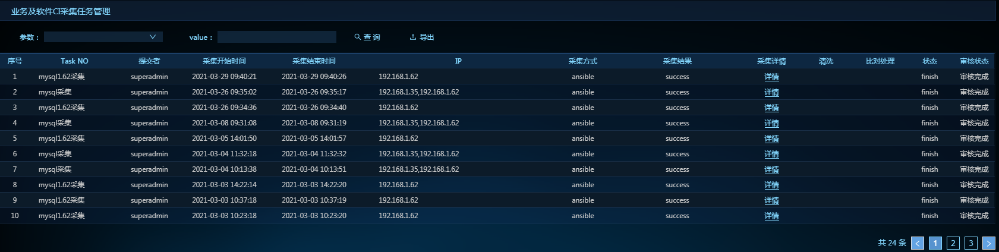 业务及软件CI采集任务管理
参数： value： 查询 导出
序号 Task NO 提交者 采集开始时间 采集结束时间 IP 采集方式 采集结果 采集详情 清洗 比对处理 状态 审核状态
1 mysql1.62采集 superadmin 2021-03-29 09:40:21 2021-03-29 09:40:26 192.168.1.62 ansible success 详情 finish 审核完成
2 mysql采集 superadmin 2021-03-26 09:35:02 2021-03-26 09:35:17 192.168.1.35,192.168.1.62 ansible success 详情 finish 审核完成
3 mysql1.62采集 superadmin 2021-03-26 09:34:36 2021-03-26 09:34:40 192.168.1.62 ansible success 详情 finish 审核完成
4 mysql采集 superadmin 2021-03-08 09:31:08 2021-03-08 09:31:19 192.168.1.35,192.168.1.62 ansible success 详情 finish 审核完成
5 mysql1.62采集 superadmin 2021-03-05 14:01:50 2021-03-05 14:01:57 192.168.1.62 ansible success 详情 finish 审核完成
6 mysql采集 superadmin 2021-03-04 11:32:18 2021-03-04 11:32:32 192.168.1.35,192.168.1.62 ansible success 详情 finish 审核完成
7 mysql采集 superadmin 2021-03-04 10:13:38 2021-03-04 10:13:51 192.168.1.35,192.168.1.62 ansible success 详情 finish 审核完成
8 mysql1.62采集 superadmin 2021-03-03 14:22:14 2021-03-03 14:22:20 192.168.1.62 ansible success 详情 finish 审核完成
9 mysql1.62采集 superadmin 2021-03-03 10:37:18 2021-03-03 10:37:19 192.168.1.62 ansible success 详情 finish 审核完成
10 mysql1.62采集 superadmin 2021-03-03 10:23:18 2021-03-03 10:23:20 192.168.1.62 ansible success 详情 finish 审核完成
共 24 条 < 1 2 3 >